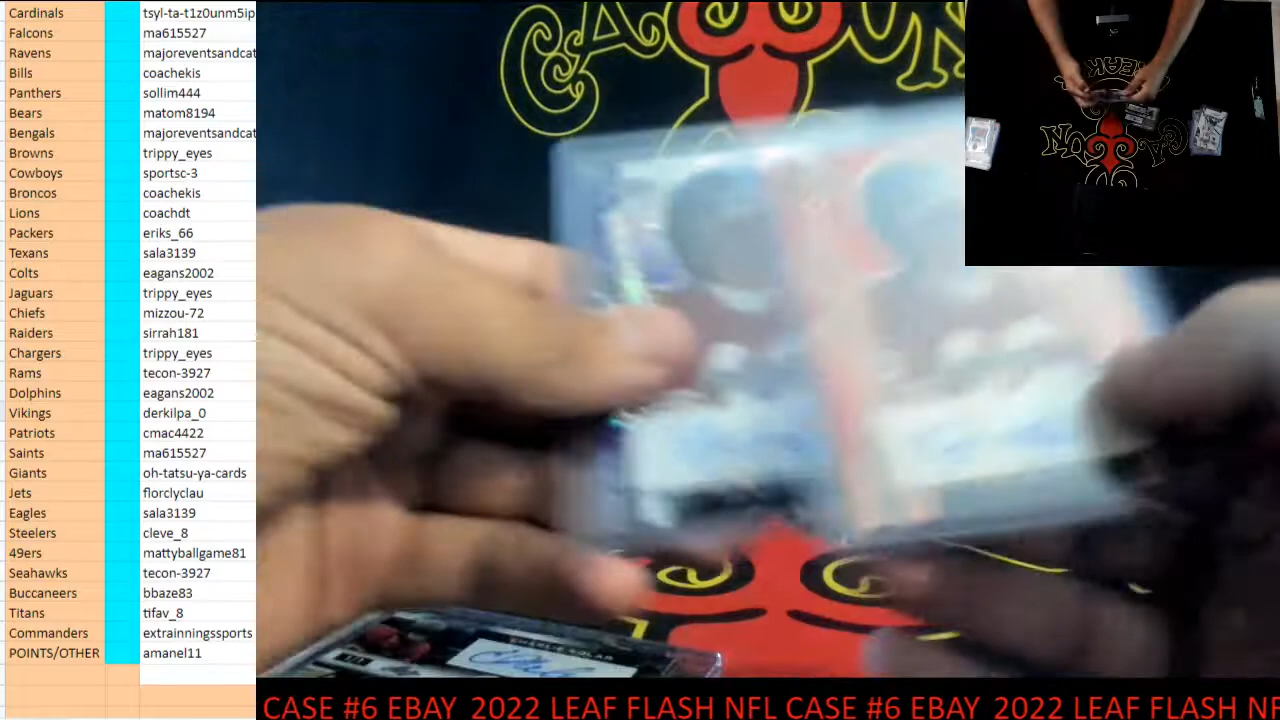 Cardinals tsyl-ta-t1z0unm5ip
Falcons ma615527
Ravens majoreventsandcat
Bills coachekis
Panthers sollim444
Bears matom8194
Bengals majoreventsandcat
Browns trippy_eyes
Cowboys sportsc-3
Broncos coachekis
Lions coachdt
Packers eriks_66
Texans sala3139
Colts eagans2002
Jaguars trippy_eyes
Chiefs mizzou-72
Raiders sirrah181
Chargers trippy_eyes
Rams tecon-3927
Dolphins eagans2002
Vikings derkilpa_0
Patriots cmac4422
Saints ma615527
Giants oh-tatsu-ya-cards
Jets florclyclau
Eagles sala3139
Steelers cleve_8
49ers mattyballgame81
Seahawks tecon-3927
Buccaneers bbaze83
Titans tifav_8
Commanders extrainningssports
POINTS/OTHER amanel11
CASE #6 EBAY 2022 LEAF FLASH NFL CASE #6 EBAY 2022 LEAF FLASH NF